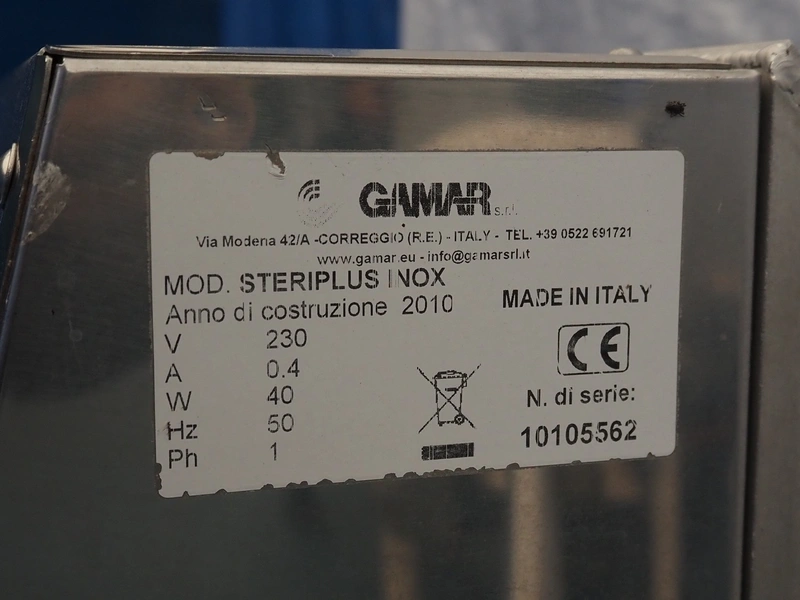 GAMAR s.r.l.
Via Modena 42/A -CORREGGIO (R.E.) - ITALY - TEL. +39 0522 691721
www.gamar.eu - info@gamarsrl.it
MOD. STERIPLUS INOX
Anno di costruzione 2010
MADE IN ITALY
V 230
A 0.4
W 40
Hz 50
Ph 1
CE
N. di serie:
10105562